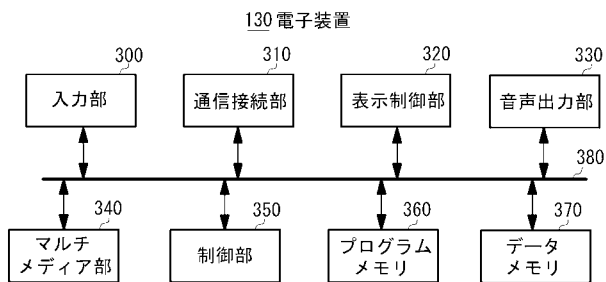 130 電子装置
300
310
320
330
入力部
通信接続部
表示制御部
音声出力部
380
340
350
360
370
マルチ
メディア部
制御部
プログラム
メモリ
データ
メモリ